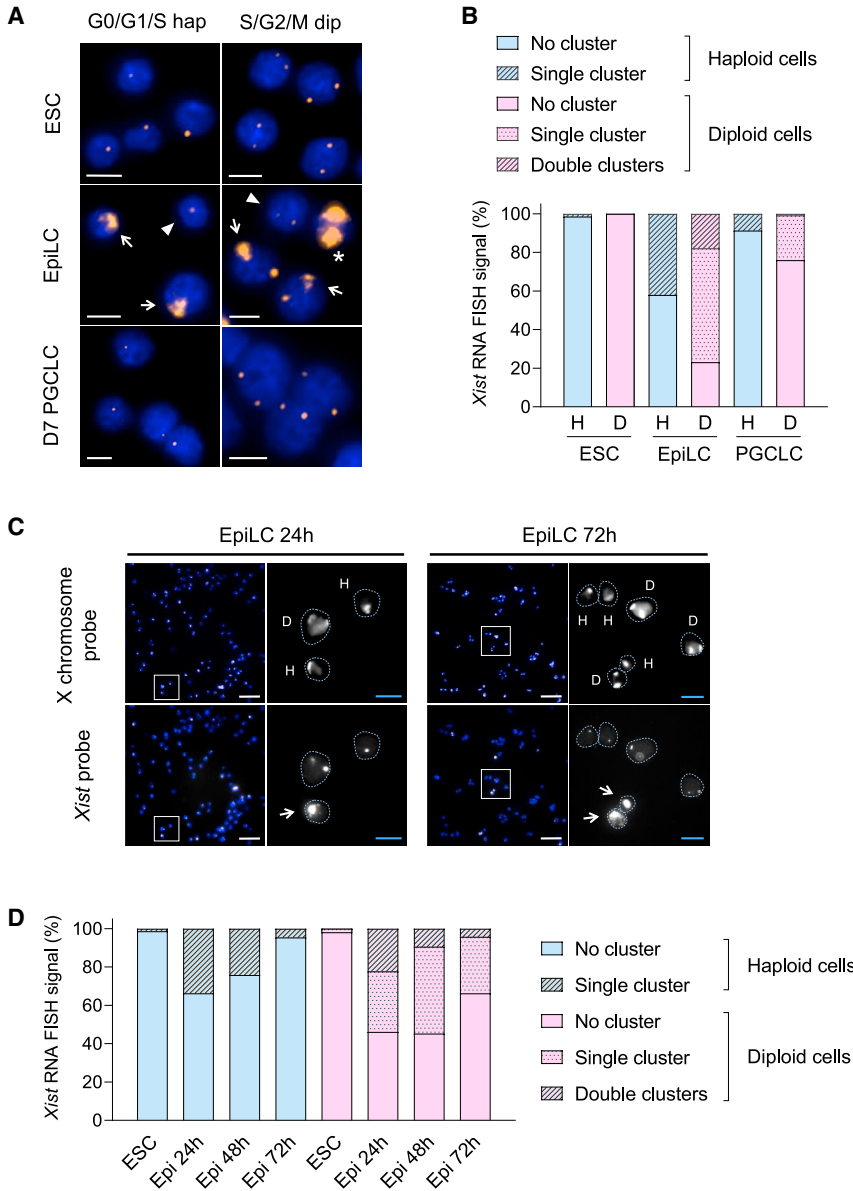 A
G0/G1/S hap
S/G2/M dip
ESC
EpiLC
*
D7 PGCLC
B
No cluster
Single cluster
Haploid cells
No cluster
Single cluster
Double clusters
Diploid cells
Xist RNA FISH signal (%)
100
80
60
40
20
0
H D H D H D
ESC EpiLC PGCLC
C
EpiLC 24h
EpiLC 72h
X chromosome
probe
H
D
H
D
H H
D
H
D
Xist probe
D
Xist RNA FISH signal (%)
100
80
60
40
20
0
ESC
Epi 24h
Epi 48h
Epi 72h
ESC
Epi 24h
Epi 48h
Epi 72h
No cluster
Single cluster
Haploid cells
No cluster
Single cluster
Double clusters
Diploid cells